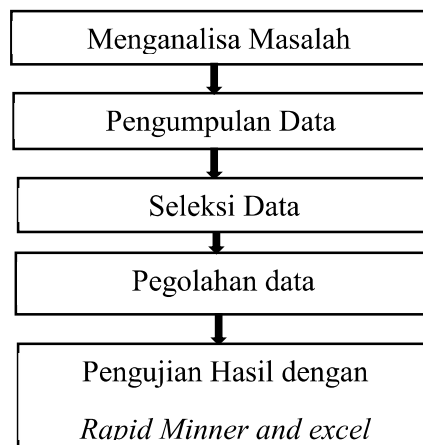 Menganalisa Masalah
Pengumpulan Data
Seleksi Data
Pegolahan data
Pengujian Hasil dengan
Rapid Minner and excel